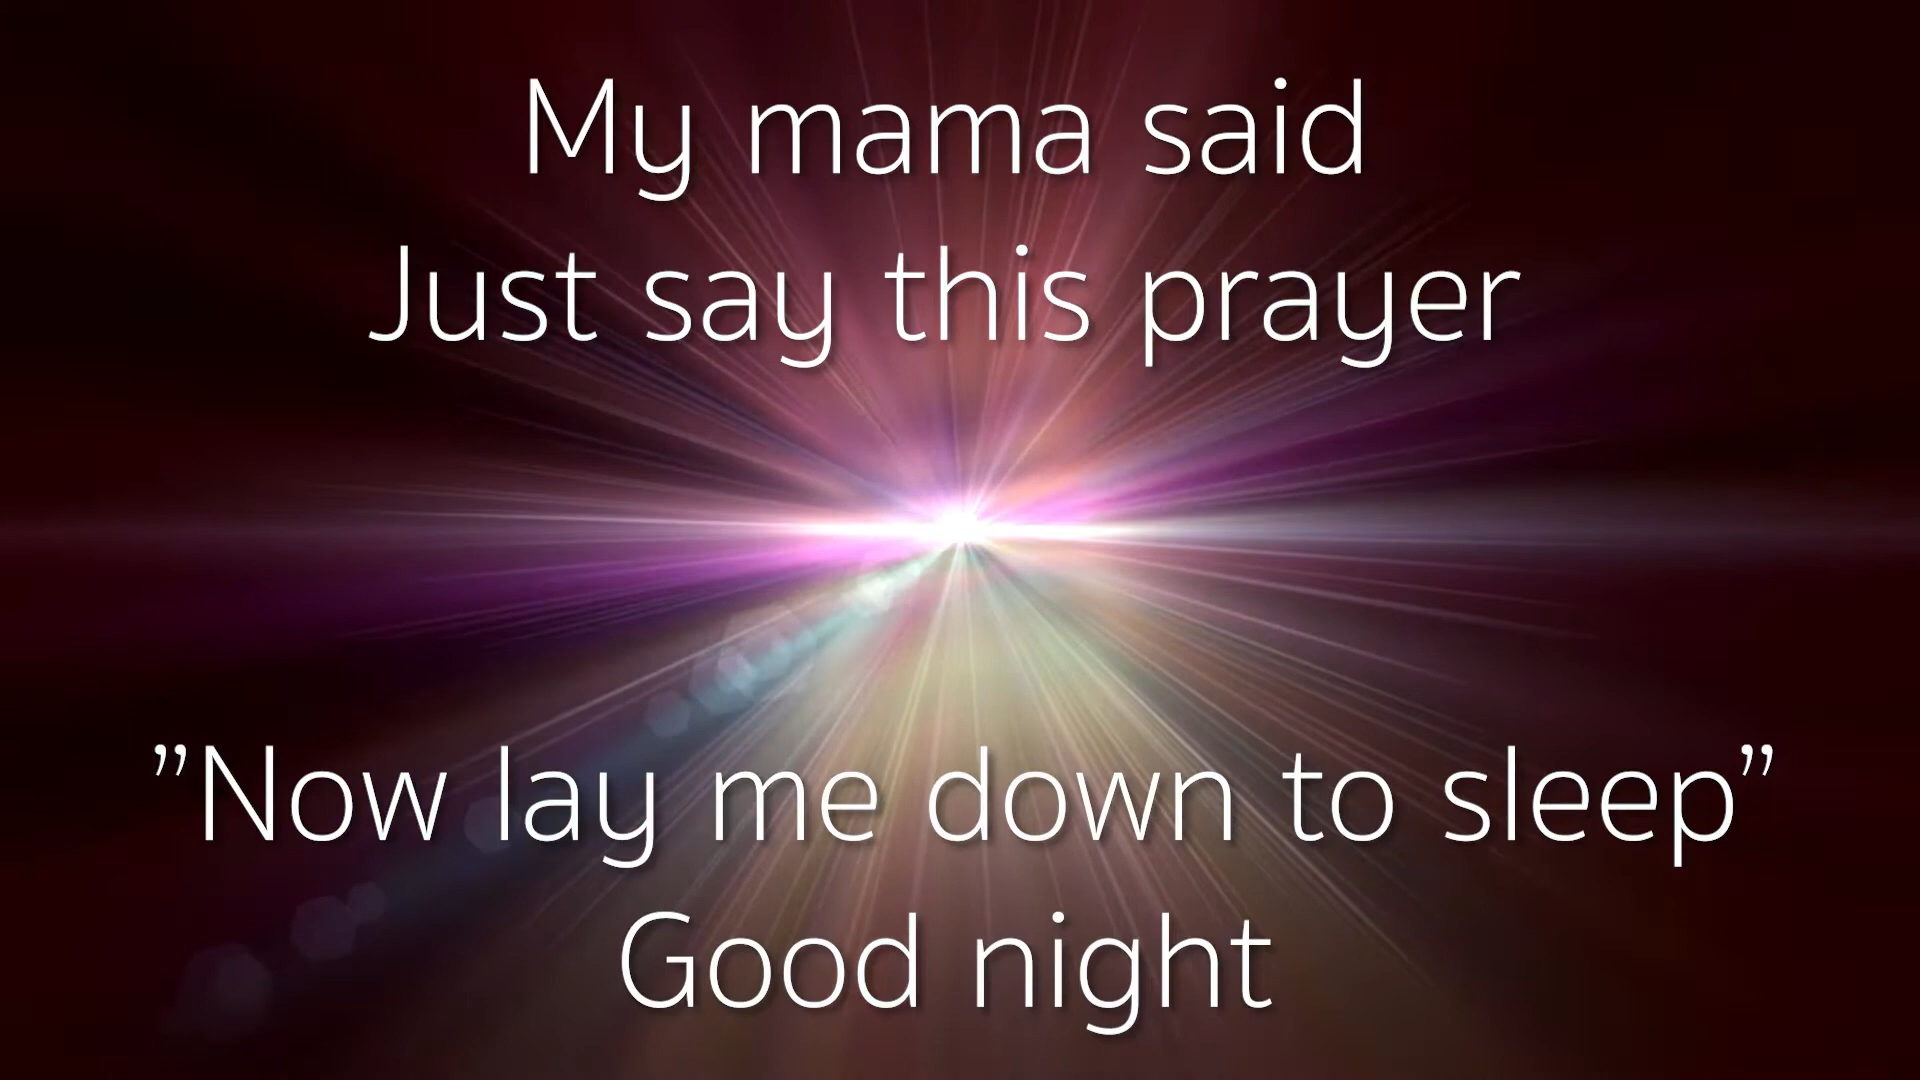 My mama said
Just say this prayer
”Now lay me down to sleep”
Good night